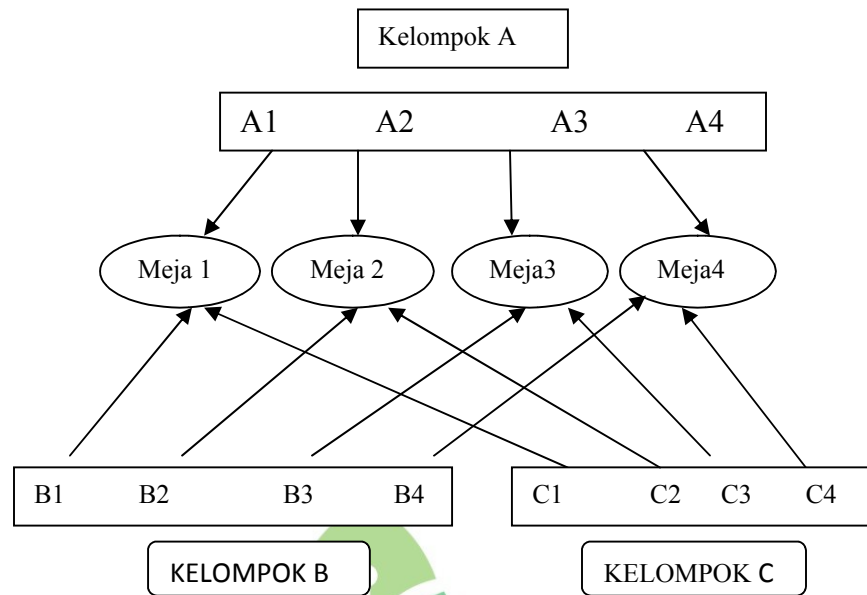 Kelompok A
A1 A2 A3 A4
Meja 1 Meja 2 Meja3 Meja4
B1 B2 B3 B4 C1 C2 C3 C4
KELOMPOK B KELOMPOK C